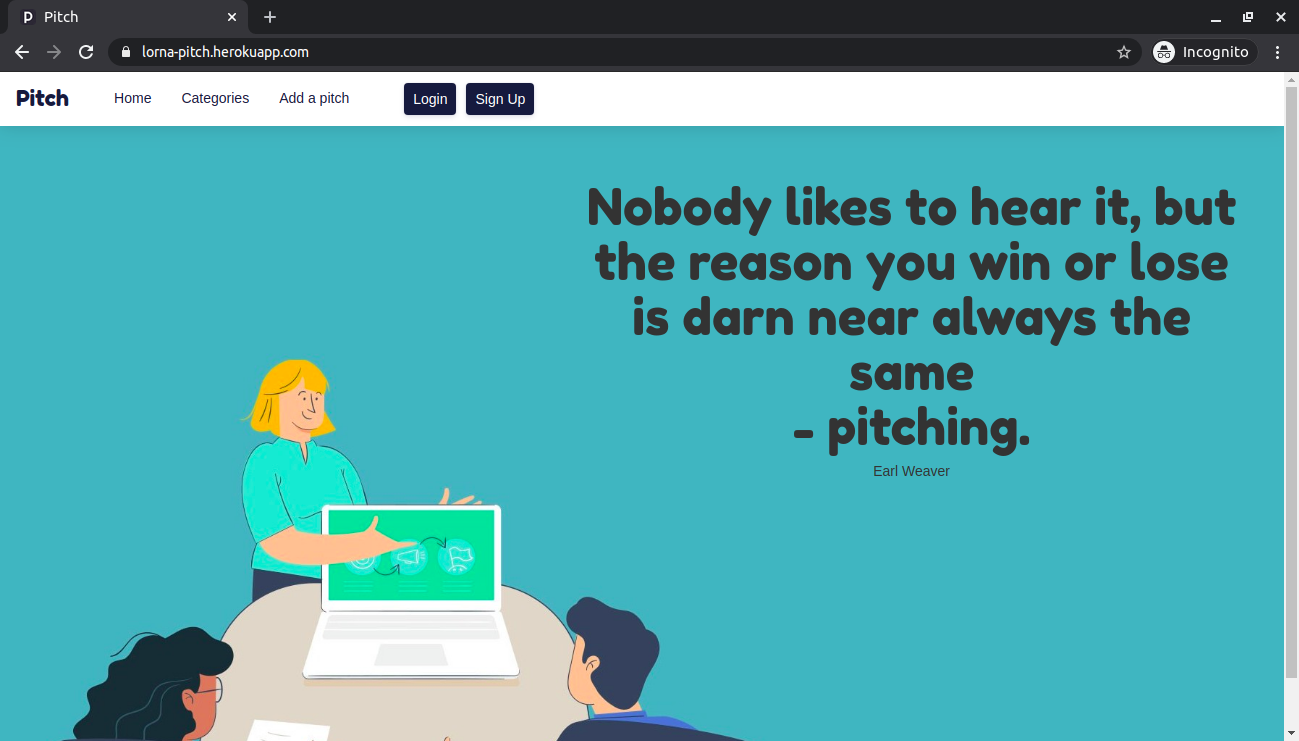 Pitch
lorna-pitch.herokuapp.com
Incognito
Pitch Home Categories Add a pitch Login Sign Up
Nobody likes to hear it, but
the reason you win or lose
is darn near always the
same
- pitching.
Earl Weaver